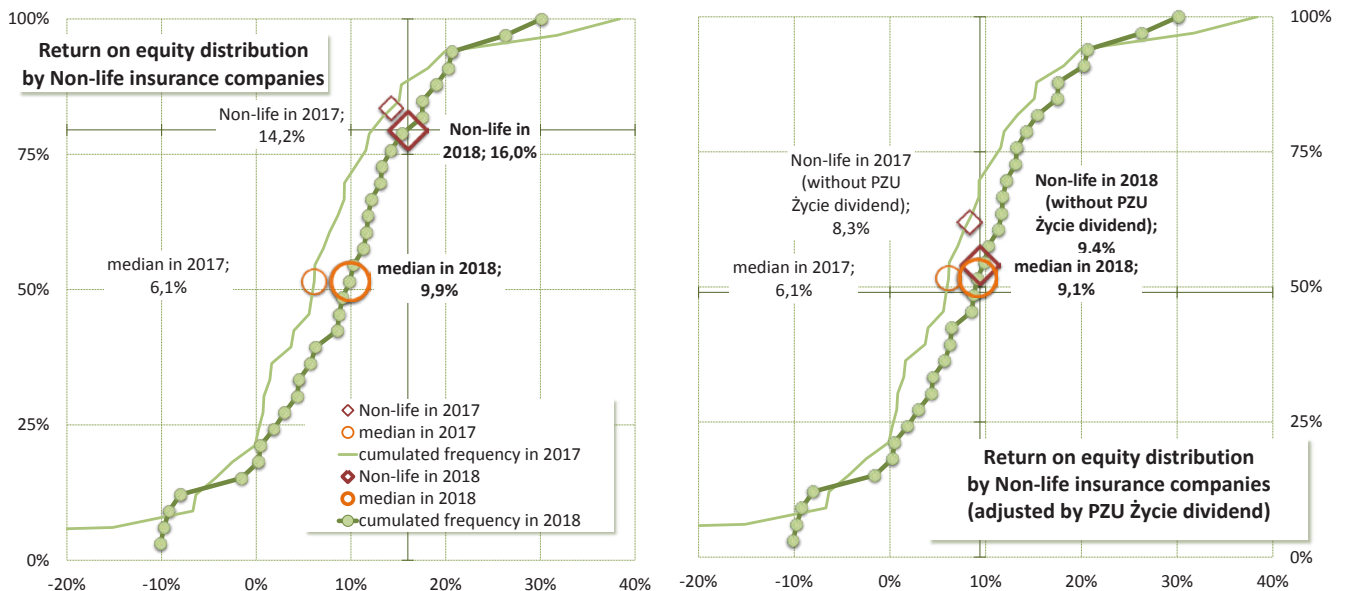 100%
75%
50%
25%
0%
-20%
-10%
0%
10%
20%
30%
40%
Return on equity distribution
by Non-life insurance companies
Non-life in 2017;
14,2%
Non-life in
2018; 16,0%
median in 2017;
6,1%
median in 2018;
9,9%
Non-life in 2017
median in 2017
cumulated frequency in 2017
Non-life in 2018
median in 2018
cumulated frequency in 2018
100%
75%
50%
25%
0%
-20%
-10%
0%
10%
20%
30%
40%
Non-life in 2017
(without PZU
Życie dividend);
8,3%
Non-life in 2018
(without PZU
Życie dividend);
9.4%
median in 2017;
6,1%
median in 2018;
9,1%
Return on equity distribution
by Non-life insurance companies
(adjusted by PZU Życie dividend)